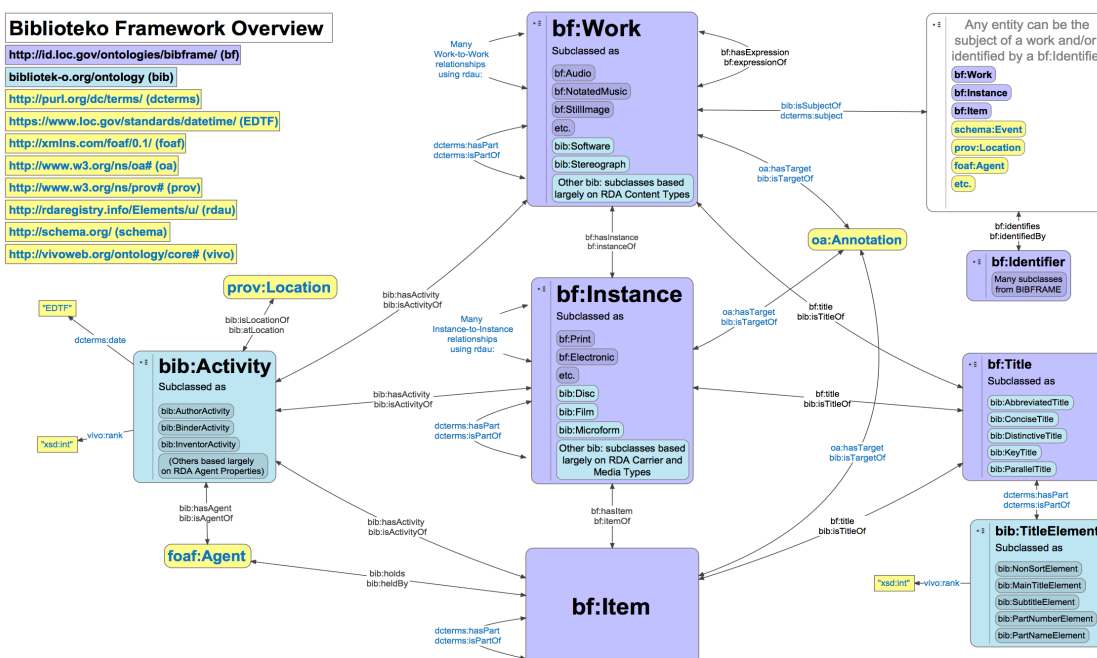 Biblioteko Framework Overview
http://id.loc.gov/ontologies/bibframe/ (bf)
bibliotek-o.org/ontology (bib)
http://purl.org/dc/terms/ (dcterms)
https://www.loc.gov/standards/datetime/ (EDTF)
http://xmlns.com/foaf/0.1/ (foaf)
http://www.w3.org/ns/oa# (oa)
http://www.w3.org/ns/prov# (prov)
http://rdaregistry.info/Elements/u/ (rdau)
http://schema.org/ (schema)
http://vivoweb.org/ontology/core# (vivo)
Many
Work-to-Work
relationships
using rdau:
dcterms:hasPart
dcterms:isPartOf
bf:Work
Subclassed as
bf:Audio
bf:NotatedMusic
bf:StillImage
etc.
bib:Software
bib:Stereograph
Other bib: subclasses based
largely on RDA Content Types
bf:hasExpression
bf:expressionOf
bib:isSubjectOf
dcterms:subject
Any entity can be the
subject of a work and/or
identified by a bf:Identifie
bf:Work
bf:Instance
bf:Item
schema:Event
prov:Location
foaf:Agent
etc.
oa:hasTarget
bib:isTargetOf
bf:identifies
bf:identifiedBy
oa:Annotation
bf:Identifier
Many subclasses
from BIBFRAME
bf:hasInstance
bf:instanceOf
prov:Location
"EDTF"
dcterms:date
bib:isLocationOf
bib:atLocation
bib:hasActivity
bib:isActivityOf
Many
Instance-to-Instance
relationships
using rdau:
bf:Instance
Subclassed as
bf:Print
bf:Electronic
etc.
bib:Disc
bib:Film
bib:Microform
Other bib: subclasses based
largely on RDA Carrier and
Media Types
oa:hasTarget
bib:isTargetOf
bf:title
bib:isTitleOf
bib:Activity
Subclassed as
bib:AuthorActivity
bib:BinderActivity
bib:InventorActivity
(Others based largely
on RDA Agent Properties)
"xsd:int"
vivo:rank
bib:hasActivity
bib:isActivityOf
dcterms:hasPart
dcterms:isPartOf
bf:title
bib:isTitleOf
oa:hasTarget
bib:isTargetOf
bf:Title
Subclassed as
bib:AbbreviatedTitle
bib:ConciseTitle
bib:DistinctiveTitle
bib:KeyTitle
bib:ParallelTitle
dcterms:hasPart
dcterms:isPartOf
bib:hasAgent
bib:isAgentOf
bib:hasActivity
bib:isActivityOf
bf:hasItem
bf:itemOf
bf:title
bib:isTitleOf
foaf:Agent
bib:holds
bib:heldBy
bf:Item
dcterms:hasPart
dcterms:isPartOf
"xsd:int"
vivo:rank
bib:TitleElement
Subclassed as
bib:NonSortElement
bib:MainTitleElement
bib:SubtitleElement
bib:PartNumberElement
bib:PartNameElement